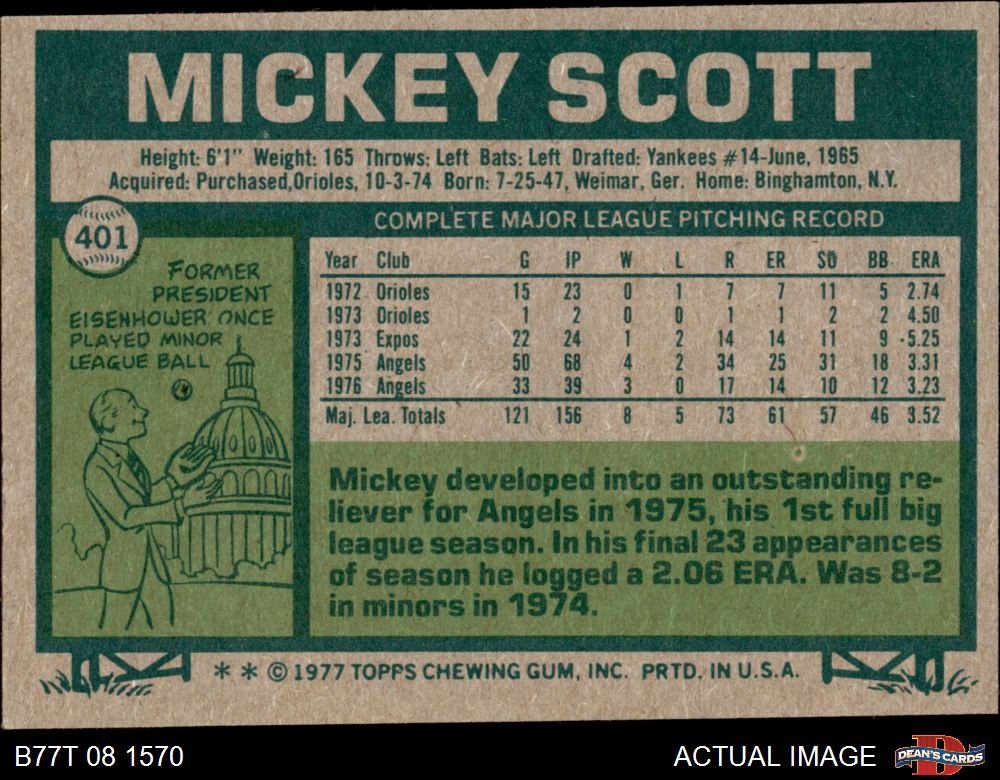 MICKEY SCOTT
Height: 6'1" Weight: 165 Throws: Left Bats: Left Drafted: Yankees #14-June, 1965
Acquired: Purchased,Orioles, 10-3-74 Born: 7-25-47, Weimar, Ger. Home: Binghamton, N.Y.
401
FORMER
PRESIDENT
EISENHOWER ONCE
PLAYED MINOR
LEAGUE BALL
COMPLETE MAJOR LEAGUE PITCHING RECORD
Year Club G IP W L R ER SO BB ERA
1972 Orioles 15 23 0 1 7 7 11 5 2.74
1973 Orioles 1 2 0 0 1 1 2 2 4.50
1973 Expos 22 24 1 2 14 14 11 9 5.25
1975 Angels 50 68 4 2 34 25 31 18 3.31
1976 Angels 33 39 3 0 17 14 10 12 3.23
Maj. Lea. Totals 121 156 8 5 73 61 57 46 3.52
Mickey developed into an outstanding re-
liever for Angels in 1975, his 1st full big
league season. In his final 23 appearances
of season he logged a 2.06 ERA. Was 8-2
in minors in 1974.
** © 1977 TOPPS CHEWING GUM, INC. PRTD. IN U.S.A.
B77T 08 1570
ACTUAL IMAGE
DEAN'S CARDS